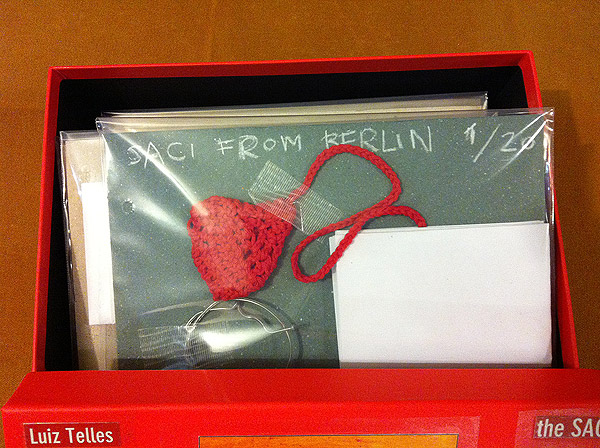 SACI FROM BERLIN 1/20
Luiz Telles
the SAC